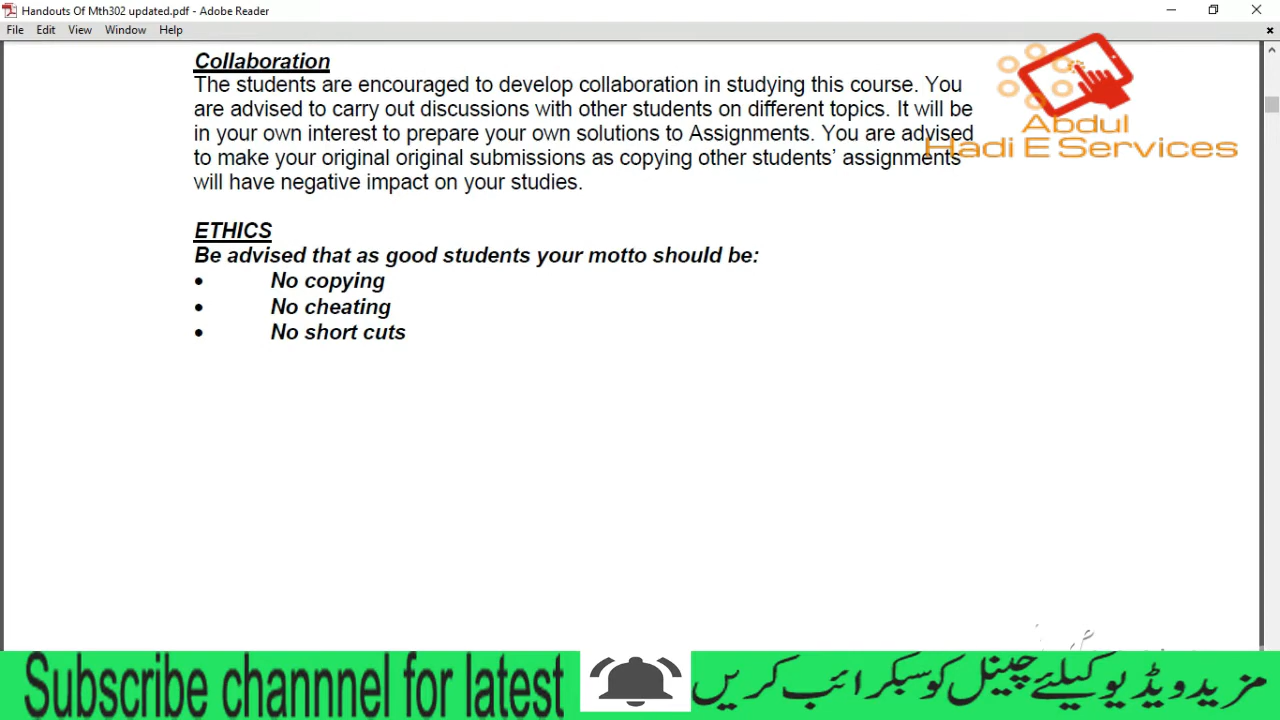 Handouts Of Mth302 updated.pdf - Adobe Reader
File Edit View Window Help
Collaboration
The students are encouraged to develop collaboration in studying this course. You
are advised to carry out discussions with other students on different topics. It will be
in your own interest to prepare your own solutions to Assignments. You are advised
to make your original original submissions as copying other students’ assignments
will have negative impact on your studies.
Abdul
Hadi E Services
ETHICS
Be advised that as good students your motto should be:
• No copying
• No cheating
• No short cuts
Subscribe channnel for latest
مزید ویڈیو کیلئے چینل کو سبکرائب کریں